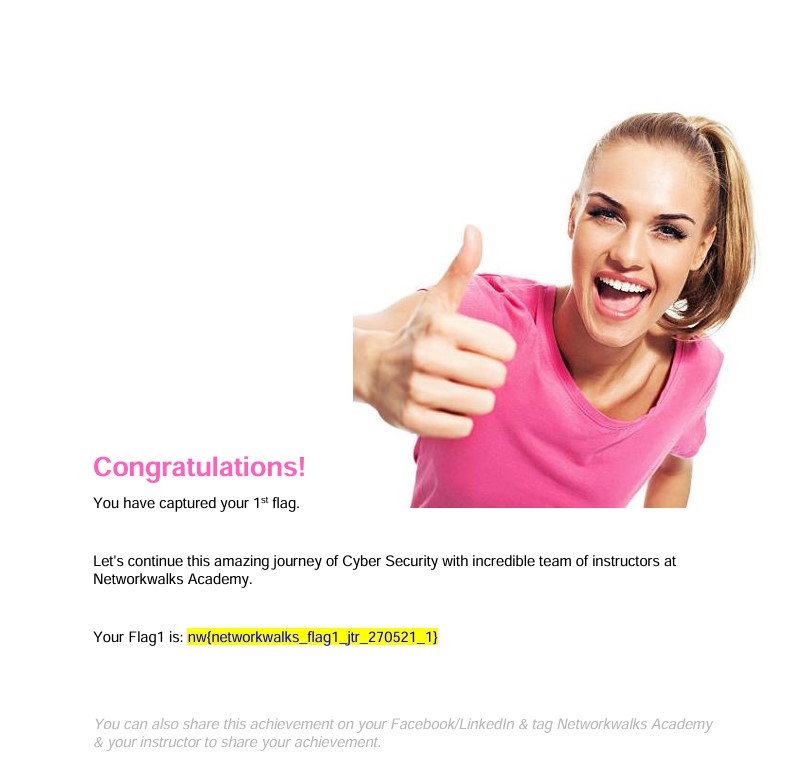 Congratulations!
You have captured your 1st flag.
Let's continue this amazing journey of Cyber Security with incredible team of instructors at
Networkwalks Academy.
Your Flag1 is: nw{networkwalks_flag1_jtr_270521_1}
You can also share this achievement on your Facebook/LinkedIn & tag Networkwalks Academy
& your instructor to share your achievement.